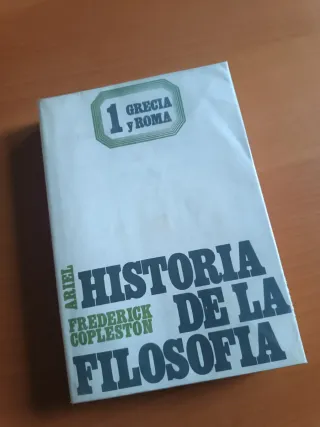 1 GRECIA
y ROMA
ARIEL
HISTORIA
FREDERICK
COPLESTON
DE LA
FILOSOFIA